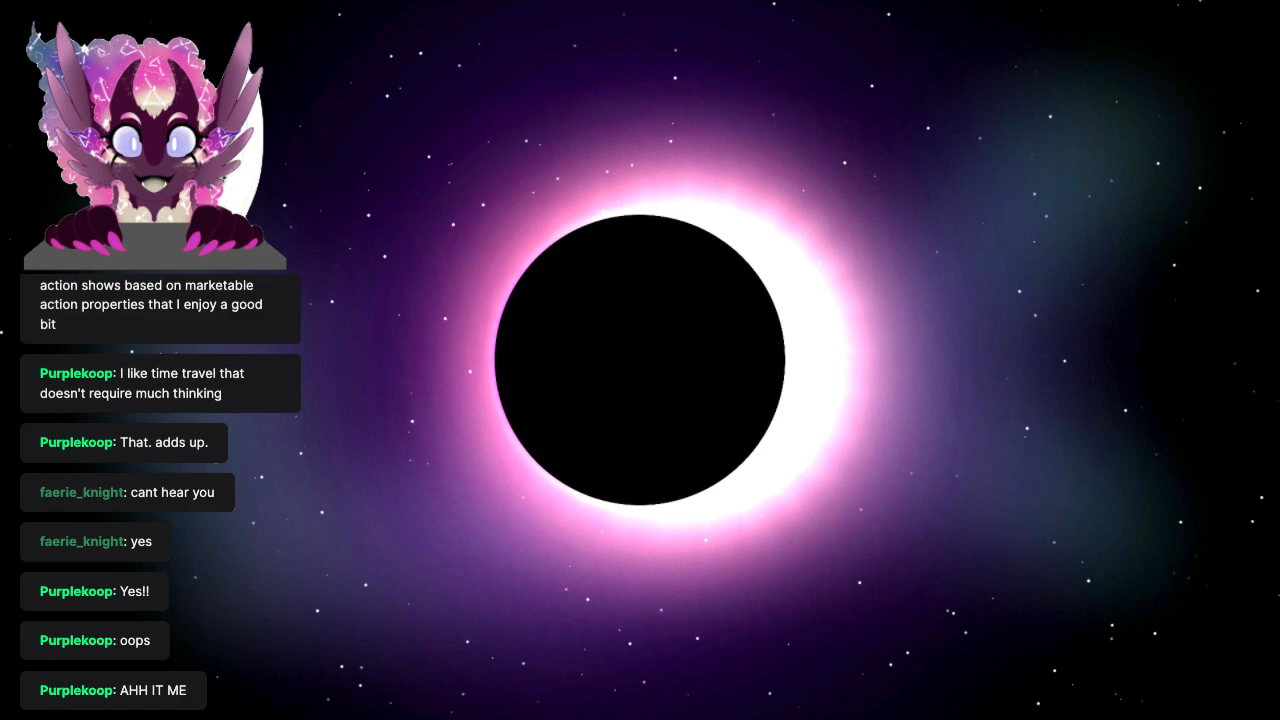 action shows based on marketable
action properties that I enjoy a good
bit
Purplekoop: I like time travel that
doesn't require much thinking
Purplekoop: That. adds up.
faerie_knight: cant hear you
faerie_knight: yes
Purplekoop: Yes!!
Purplekoop: oops
Purplekoop: AHH IT ME